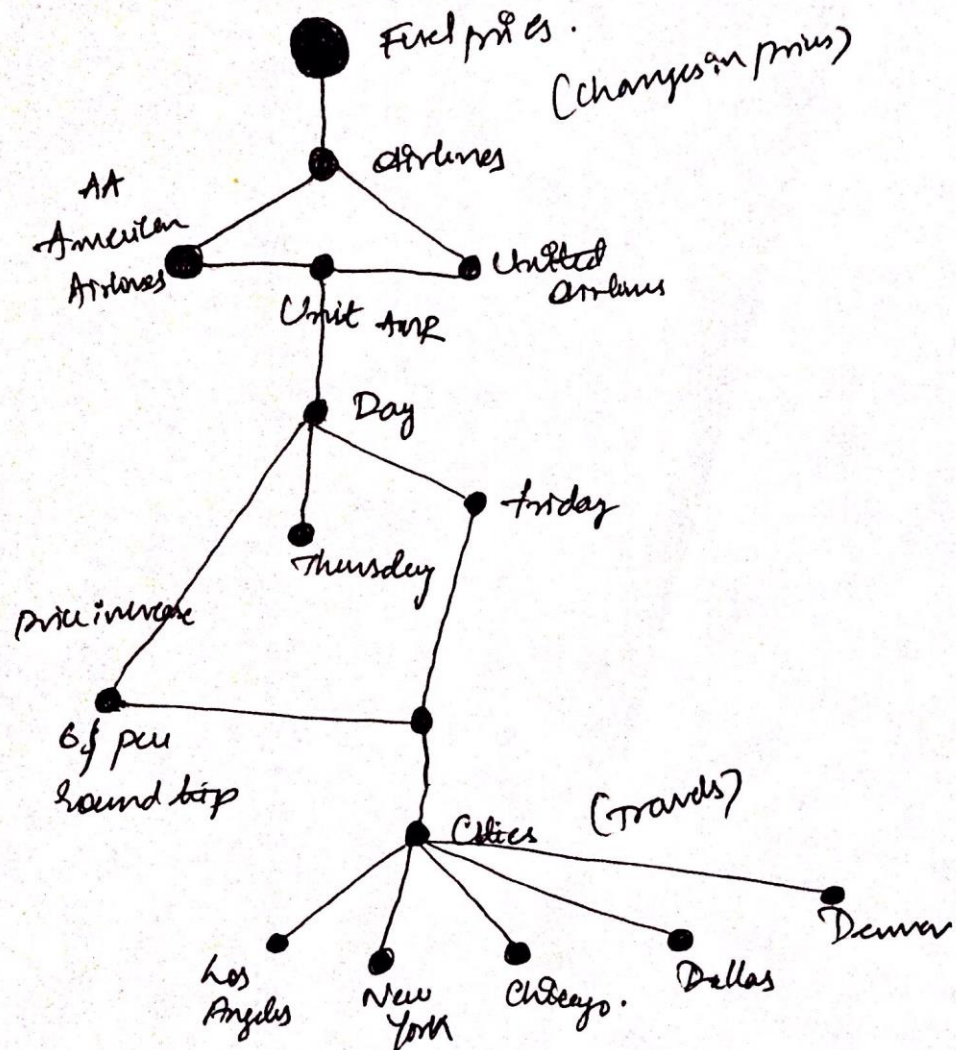 Fuel prices.
(Changes in prices)
Airlines
AA
American
Airlines
United
airlines
Unit AMR
Day
friday
Thursday
price increase
6$ per
round trip
(Travels)
Cities
Denver
Los
Angeles
New
York
Chicago.
Dallas